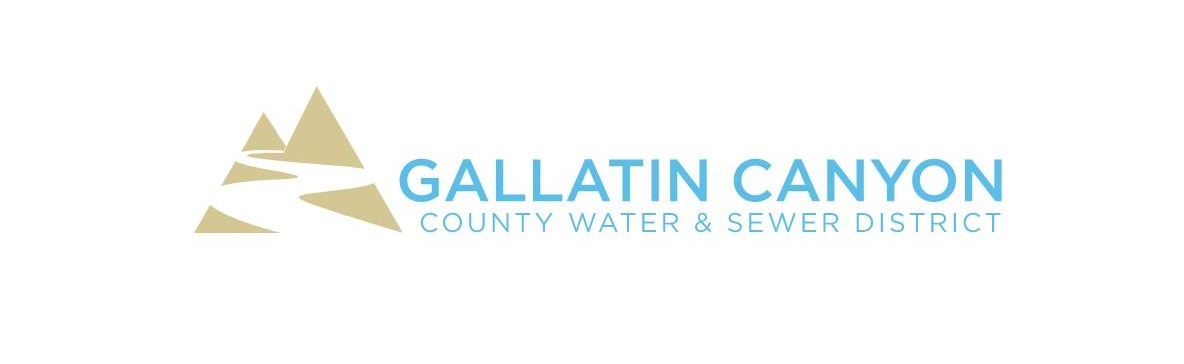 GALLATIN CANYON
COUNTY WATER & SEWER DISTRICT